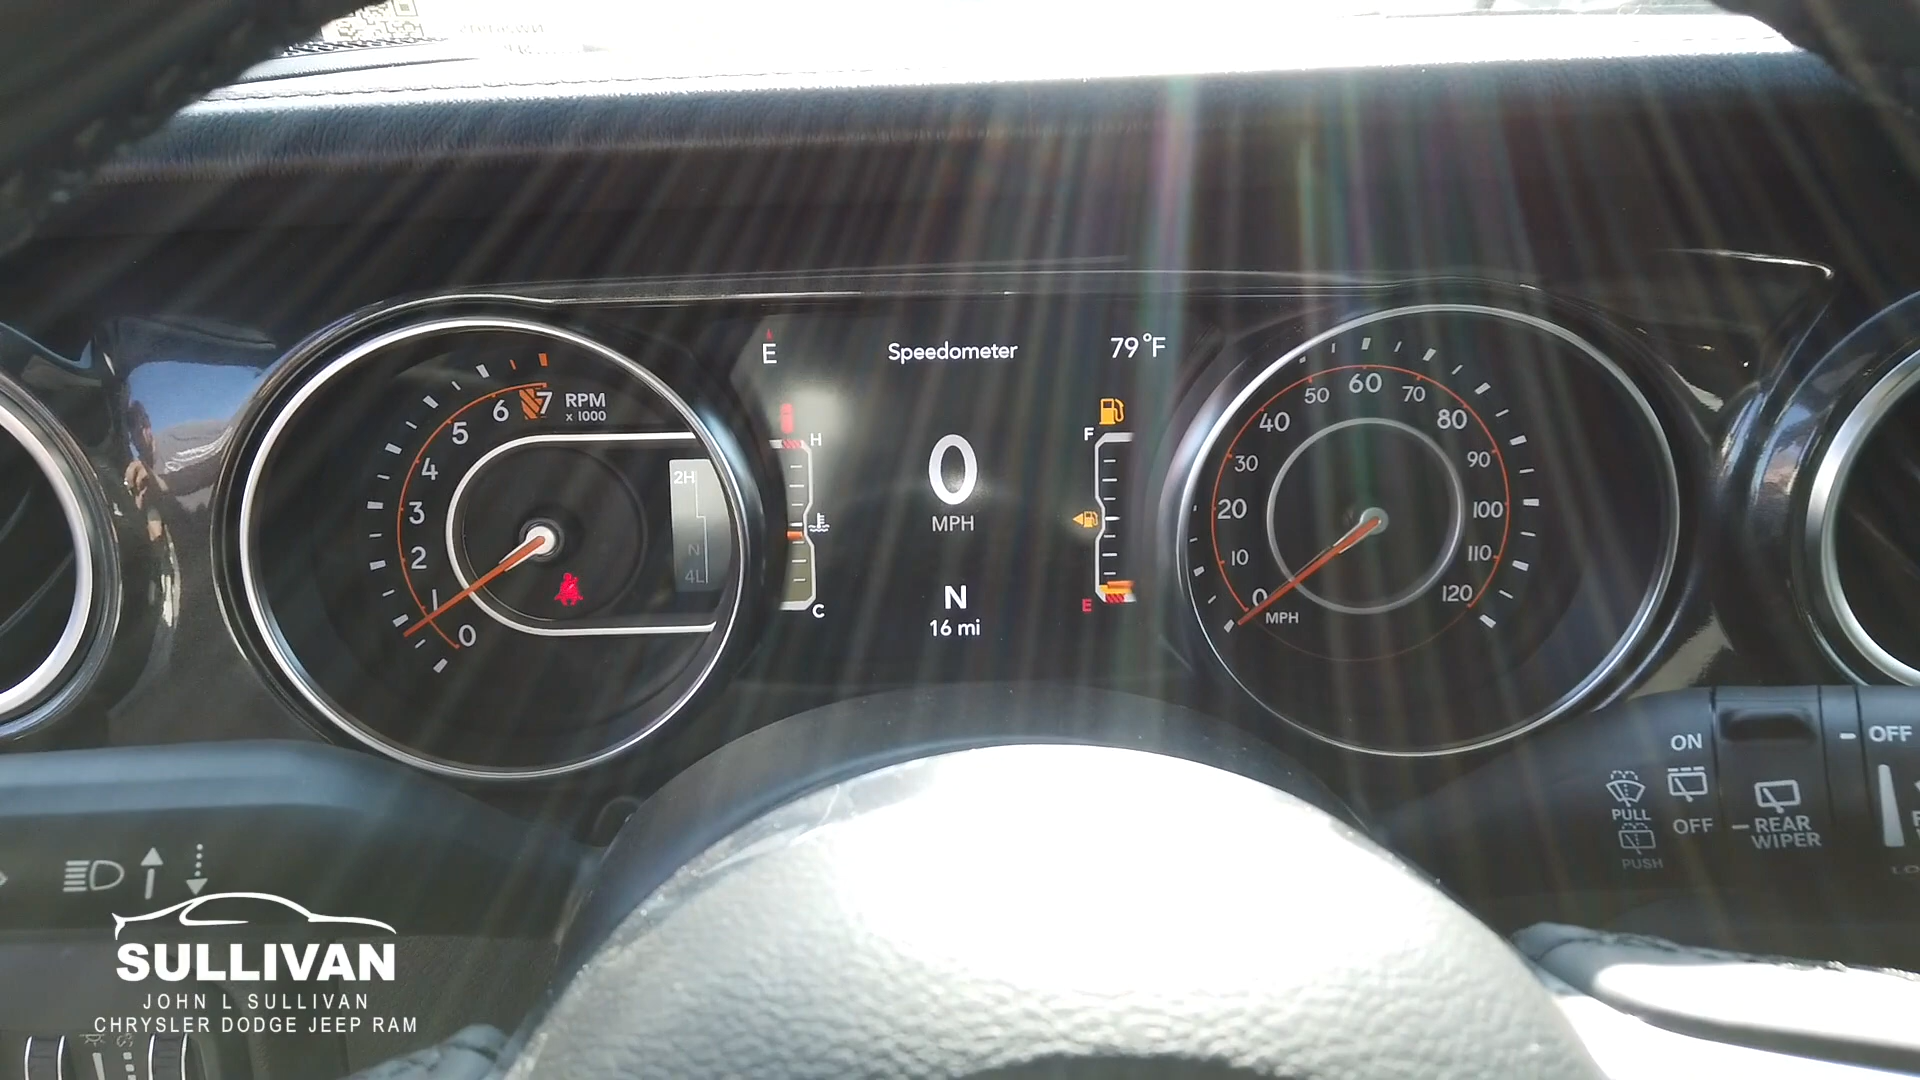 E
Speedometer
79°F
7
6
5
4
3
2
1
0
RPM
x 1000
2H
N
4L
H
C
0
MPH
N
16 mi
F
E
0
10
20
30
40
50
60
70
80
90
100
110
120
MPH
ON
OFF
PULL
PUSH
OFF
REAR
WIPER
SULLIVAN
JOHN L SULLIVAN
CHRYSLER DODGE JEEP RAM